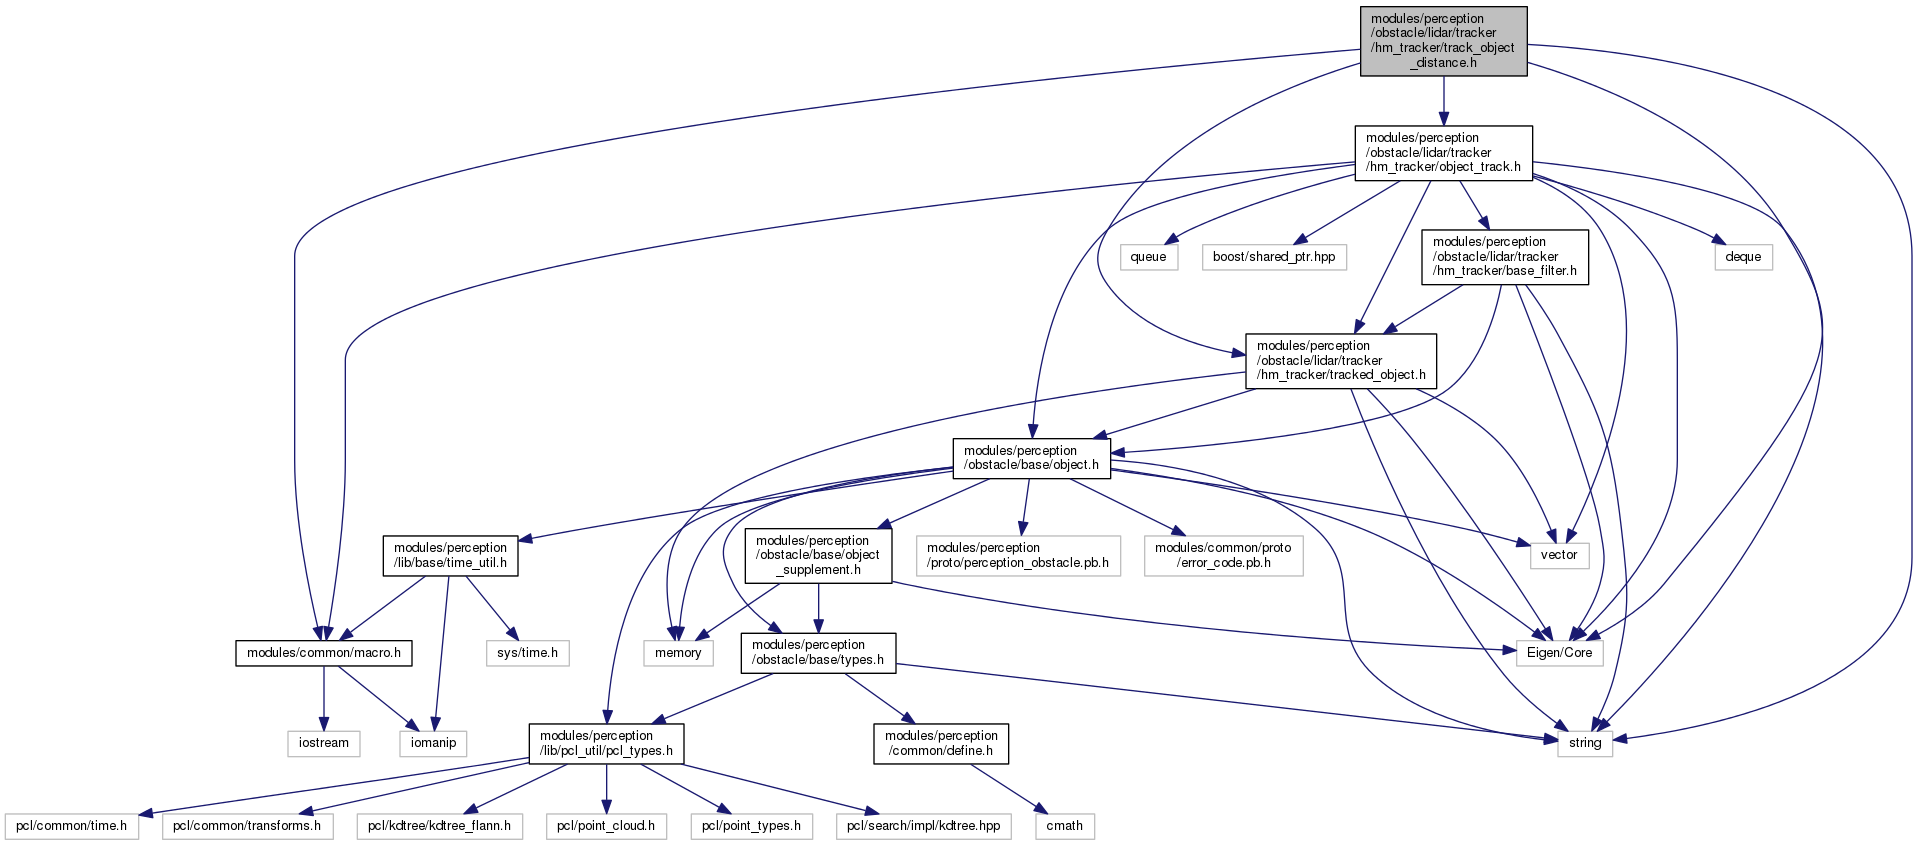 modules/perception
/obstacle/lidar/tracker
/hm_tracker/track_object
_distance.h
modules/perception
/obstacle/lidar/tracker
/hm_tracker/object_track.h
queue
boost/shared_ptr.hpp
modules/perception
/obstacle/lidar/tracker
/hm_tracker/base_filter.h
deque
modules/perception
/obstacle/lidar/tracker
/hm_tracker/tracked_object.h
modules/perception
/obstacle/base/object.h
modules/perception
/lib/base/time_util.h
modules/perception
/obstacle/base/object
_supplement.h
modules/perception
/proto/perception_obstacle.pb.h
modules/common/proto
/error_code.pb.h
vector
modules/common/macro.h
sys/time.h
memory
modules/perception
/obstacle/base/types.h
Eigen/Core
iostream
iomanip
modules/perception
/lib/pcl_util/pcl_types.h
modules/perception
/common/define.h
string
pcl/common/time.h
pcl/common/transforms.h
pcl/kdtree/kdtree_flann.h
pcl/point_cloud.h
pcl/point_types.h
pcl/search/impl/kdtree.hpp
cmath